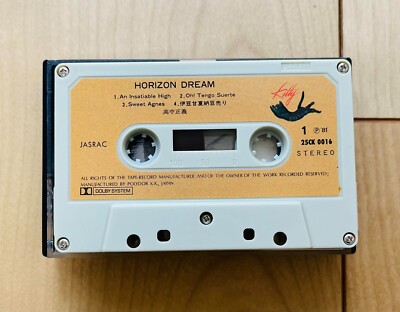 HORIZON DREAM
1.An Insatiable High 2.Oh! Tengo Suerte
3.Sweet Agnes 4.伊豆甘夏納豆売り
高中正義
Kitty
JASRAC
1 Ⓟ'81
25CK 0016
STEREO
ALL RIGHTS OF THE TAPE-RECORD MANUFACTURER AND OF THE OWNER OF THE WORK RECORDED RESERVED;
MANUFACTURED BY POLYDOR K.K., JAPAN
DOLBY SYSTEM